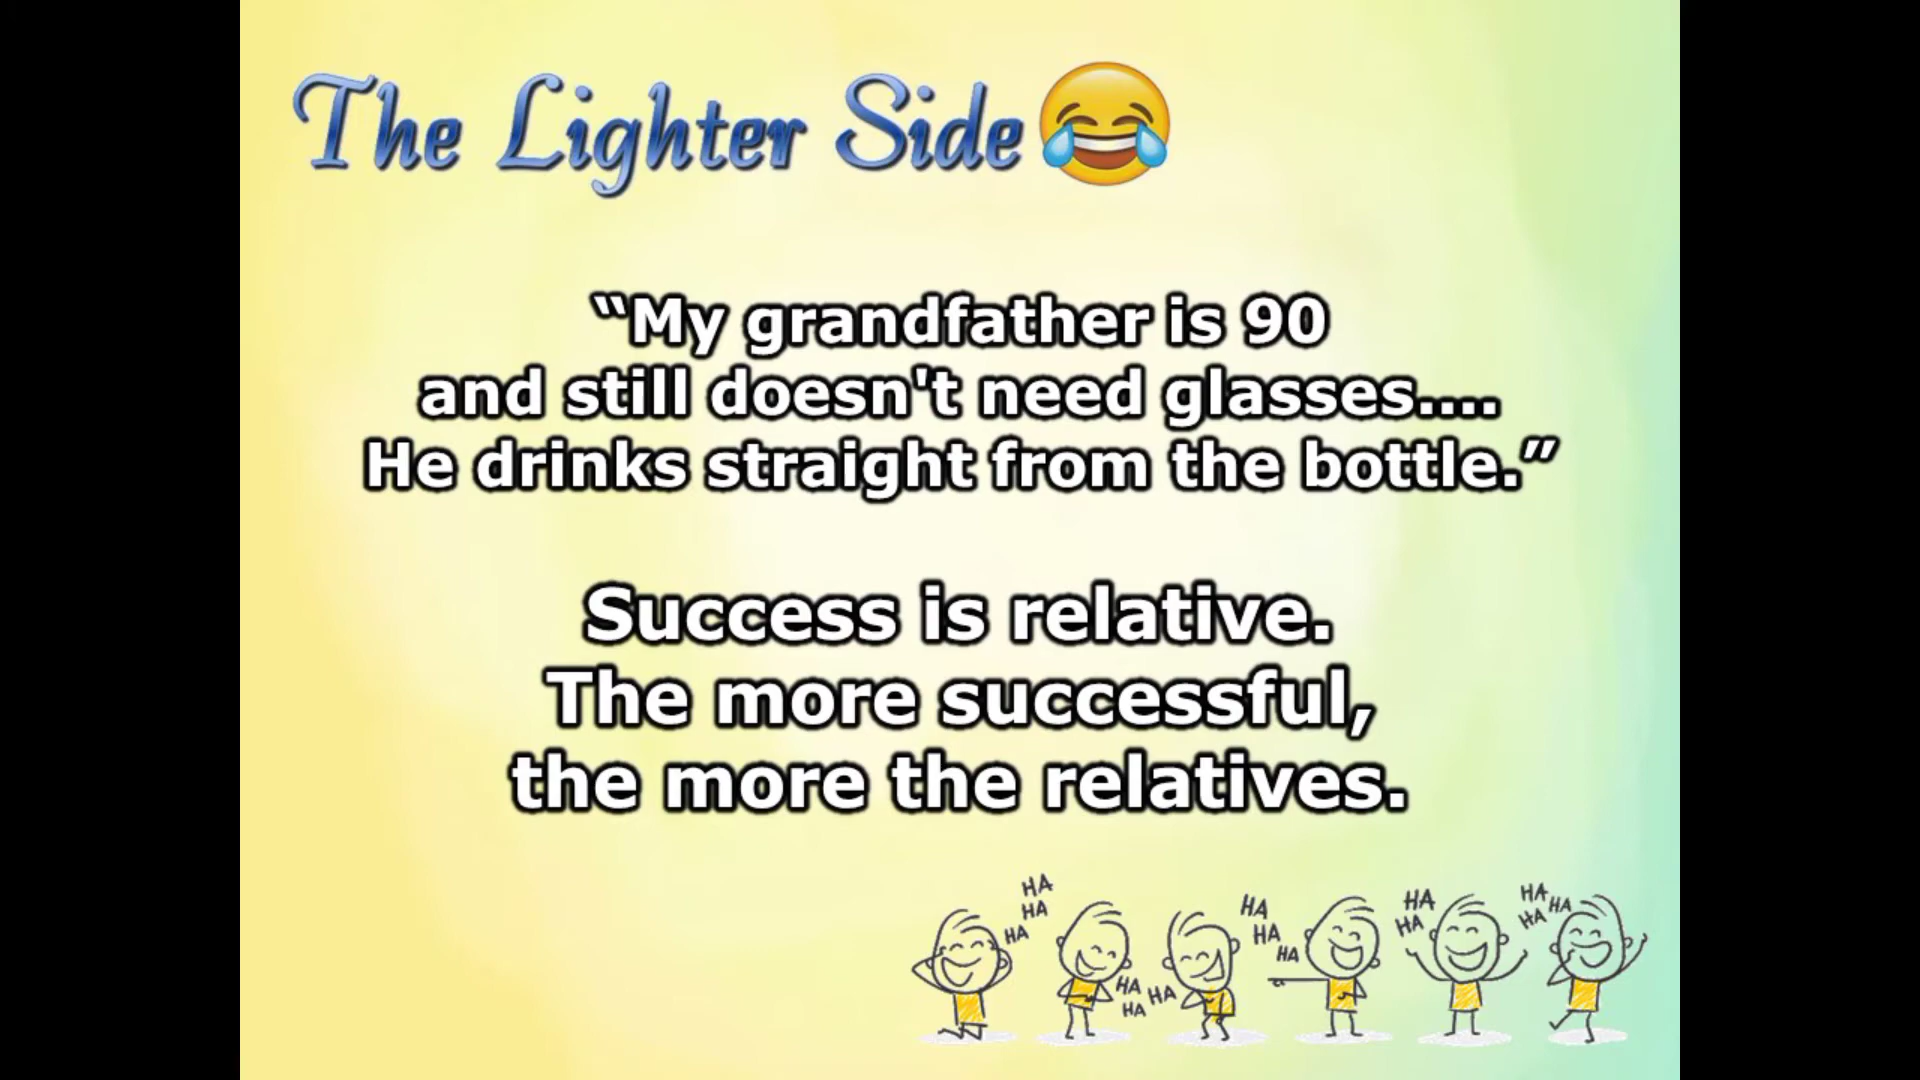 The Lighter Side
“My grandfather is 90
and still doesn't need glasses....
He drinks straight from the bottle.”
Success is relative.
The more successful,
the more the relatives.
HA
HA
HA
HA
HA
HA
HA
HA
HA
HA
HA
HA
HA
HA